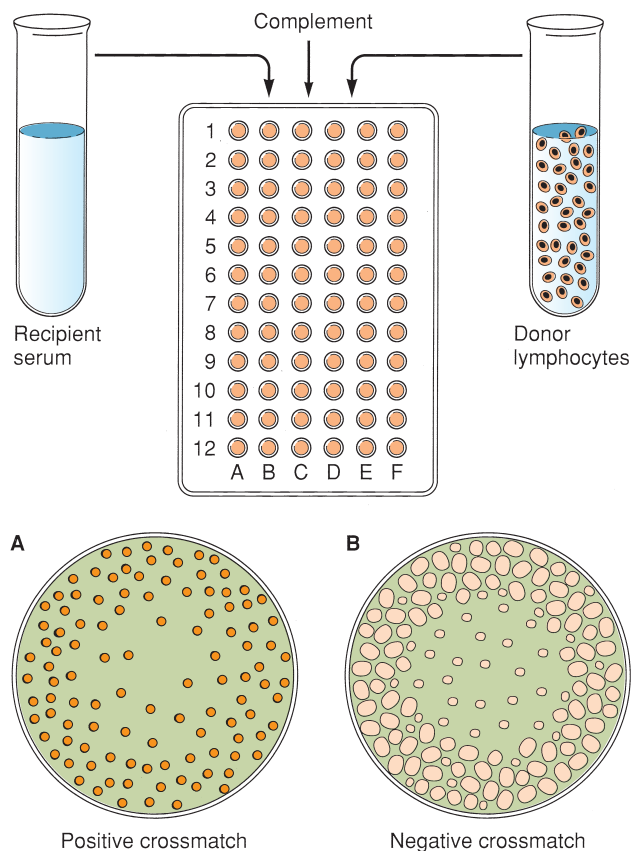 Complement
Recipient
serum
Donor
lymphocytes
1
2
3
4
5
6
7
8
9
10
11
12
A B C D E F
A
B
Positive crossmatch
Negative crossmatch